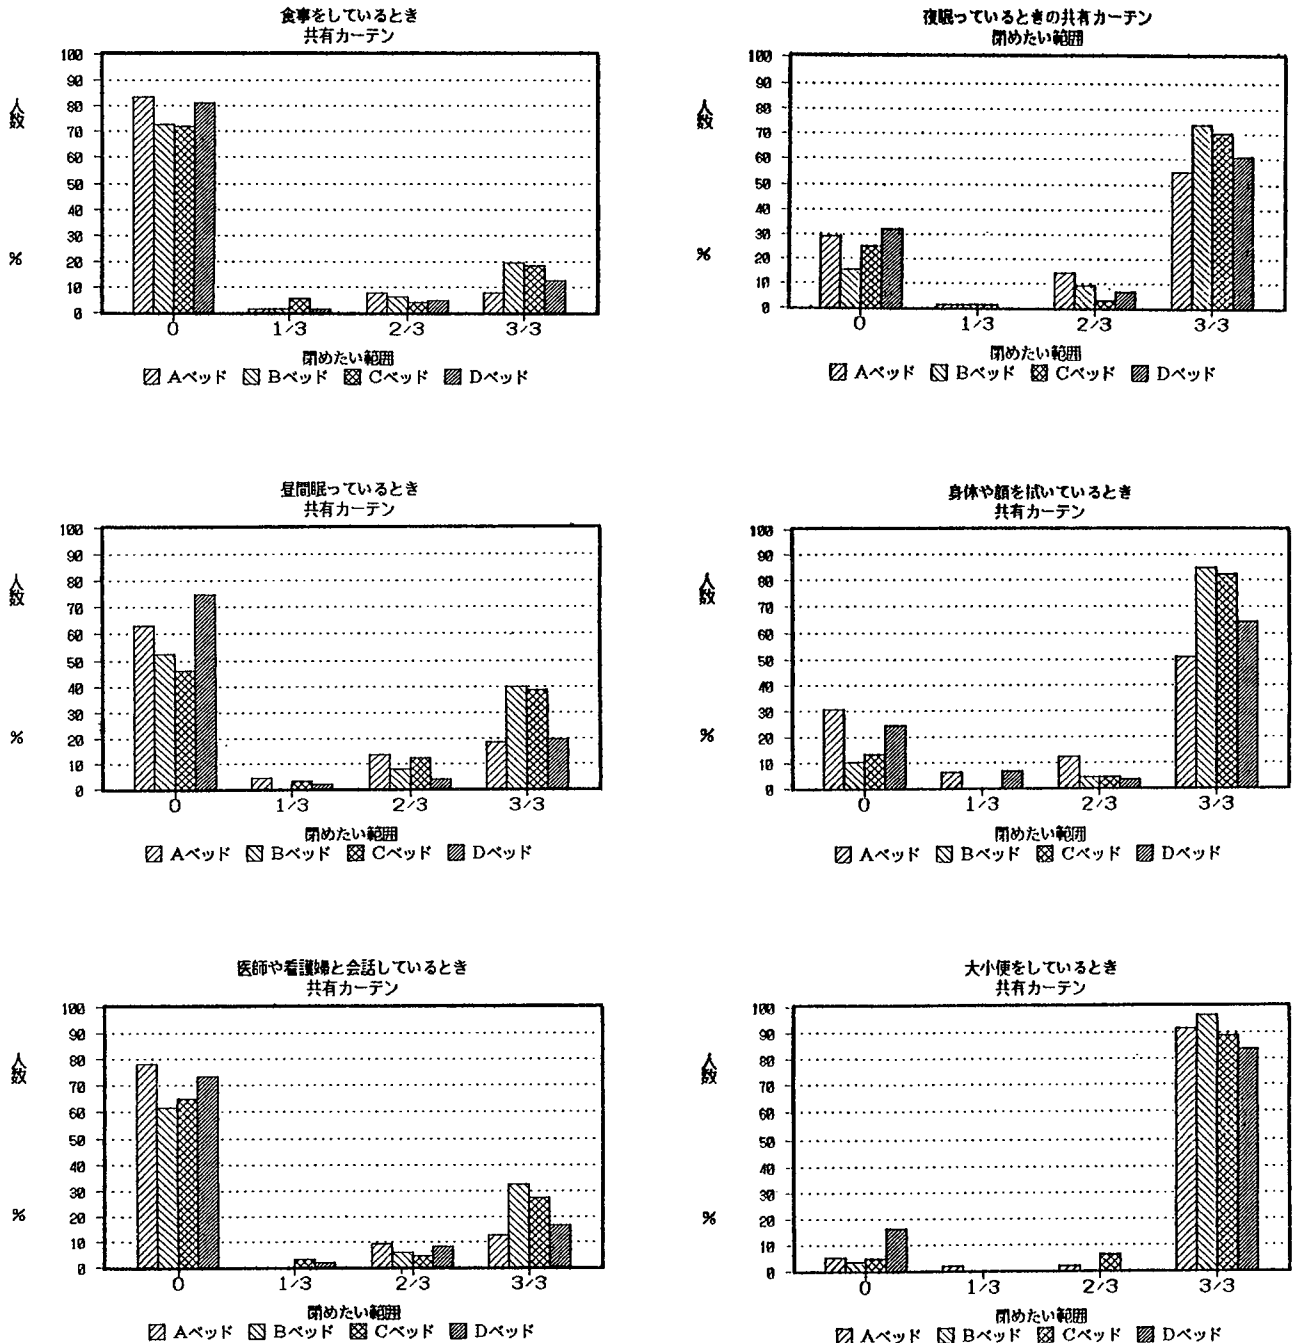 食事をしているとき
共有カーテン
100
90
80
70
60
50
40
30
20
10
0
人数
%
0 1/3 2/3 3/3
閉めたい範囲
Aベッド Bベッド Cベッド Dベッド
夜眠っているときの共有カーテン
閉めたい範囲
100
90
80
70
60
50
40
30
20
10
0
人数
%
0 1/3 2/3 3/3
閉めたい範囲
Aベッド Bベッド Cベッド Dベッド
昼間眠っているとき
共有カーテン
100
90
80
70
60
50
40
30
20
10
0
人数
%
0 1/3 2/3 3/3
閉めたい範囲
Aベッド Bベッド Cベッド Dベッド
身体や顔を拭いているとき
共有カーテン
100
90
80
70
60
50
40
30
20
10
0
人数
%
0 1/3 2/3 3/3
閉めたい範囲
Aベッド Bベッド Cベッド Dベッド
医師や看護婦と会話しているとき
共有カーテン
100
90
80
70
60
50
40
30
20
10
0
人数
%
0 1/3 2/3 3/3
閉めたい範囲
Aベッド Bベッド Cベッド Dベッド
大小便をしているとき
共有カーテン
100
90
80
70
60
50
40
30
20
10
0
人数
%
0 1/3 2/3 3/3
閉めたい範囲
Aベッド Bベッド Cベッド Dベッド